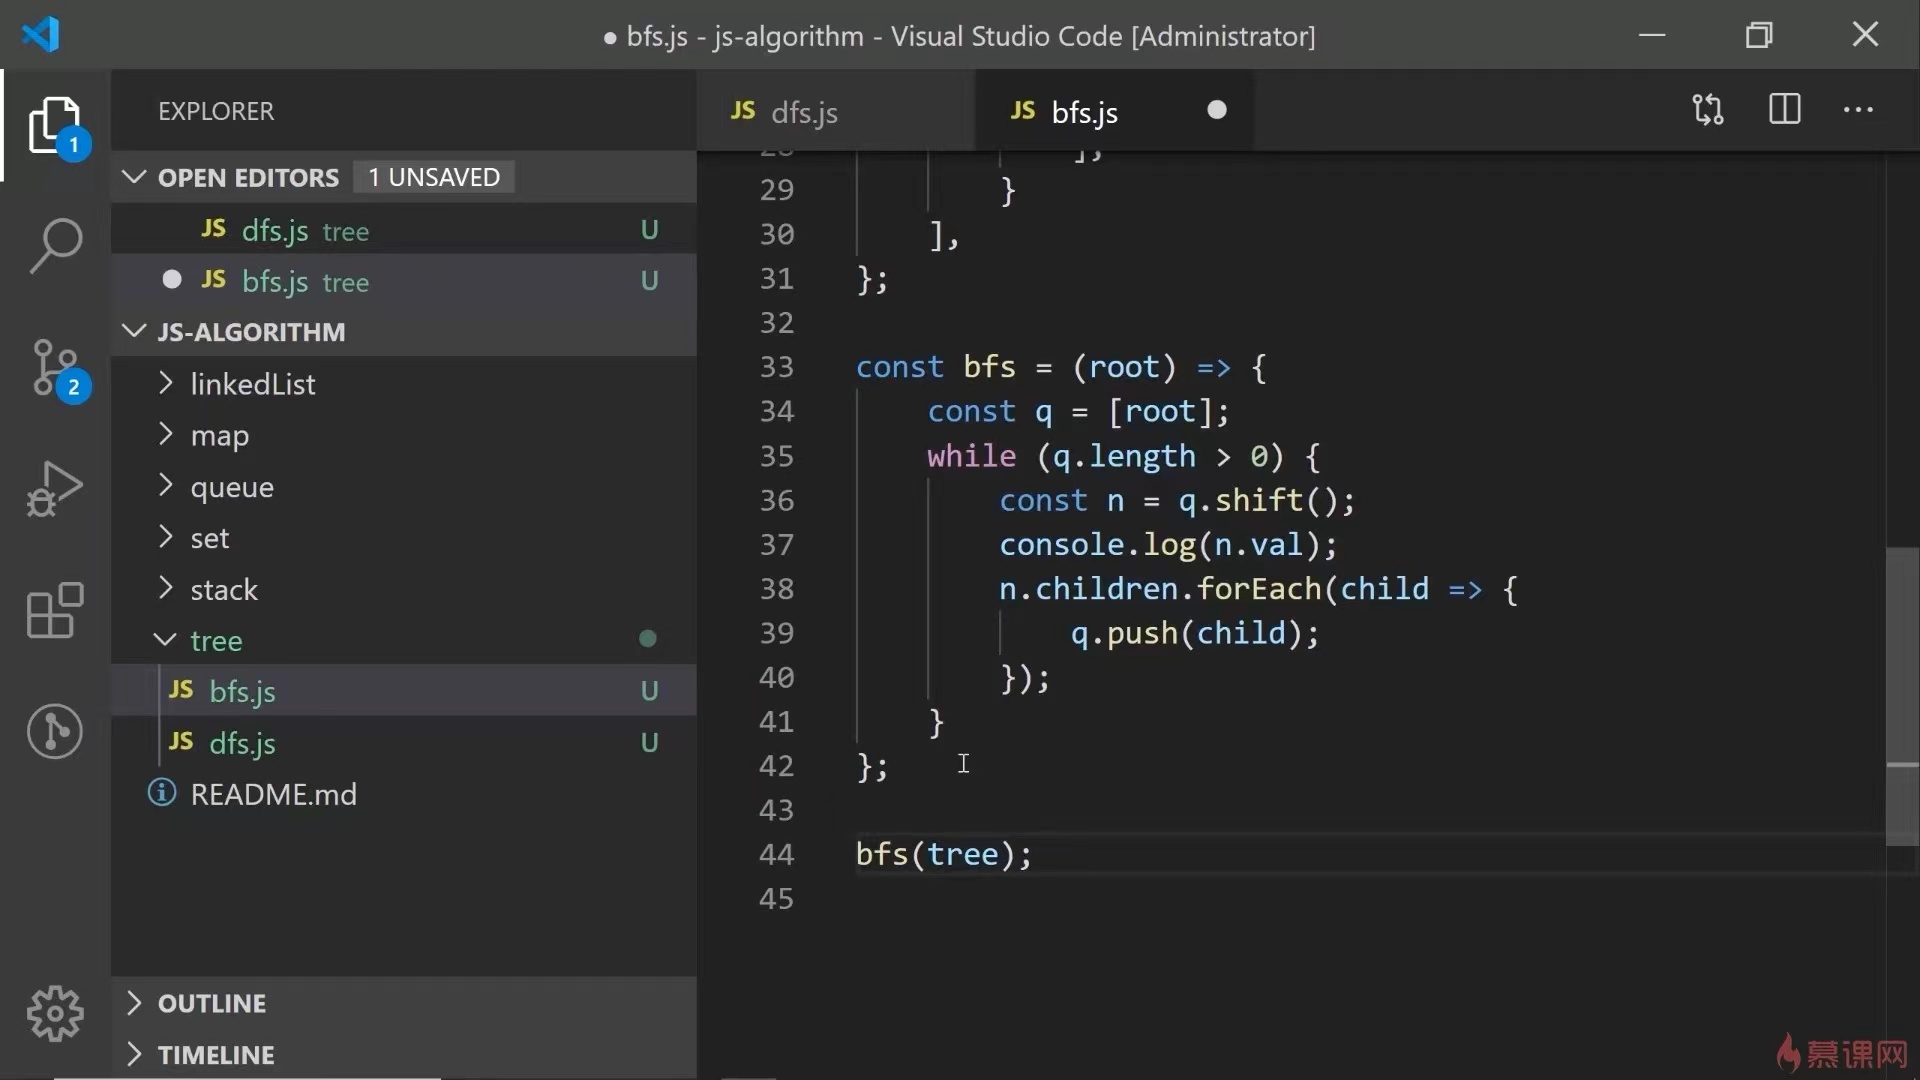 ● bfs.js - js-algorithm - Visual Studio Code [Administrator]
EXPLORER
OPEN EDITORS 1 UNSAVED
JS dfs.js tree U
● JS bfs.js tree U
JS-ALGORITHM
linkedList
map
queue
set
stack
tree
JS bfs.js U
JS dfs.js U
README.md
OUTLINE
TIMELINE
1
2
JS dfs.js
JS bfs.js
28 ],
29 }
30 ],
31 };
32
33 const bfs = (root) => {
34 const q = [root];
35 while (q.length > 0) {
36 const n = q.shift();
37 console.log(n.val);
38 n.children.forEach(child => {
39 q.push(child);
40 });
41 }
42 };
43
44 bfs(tree);
45
慕课网